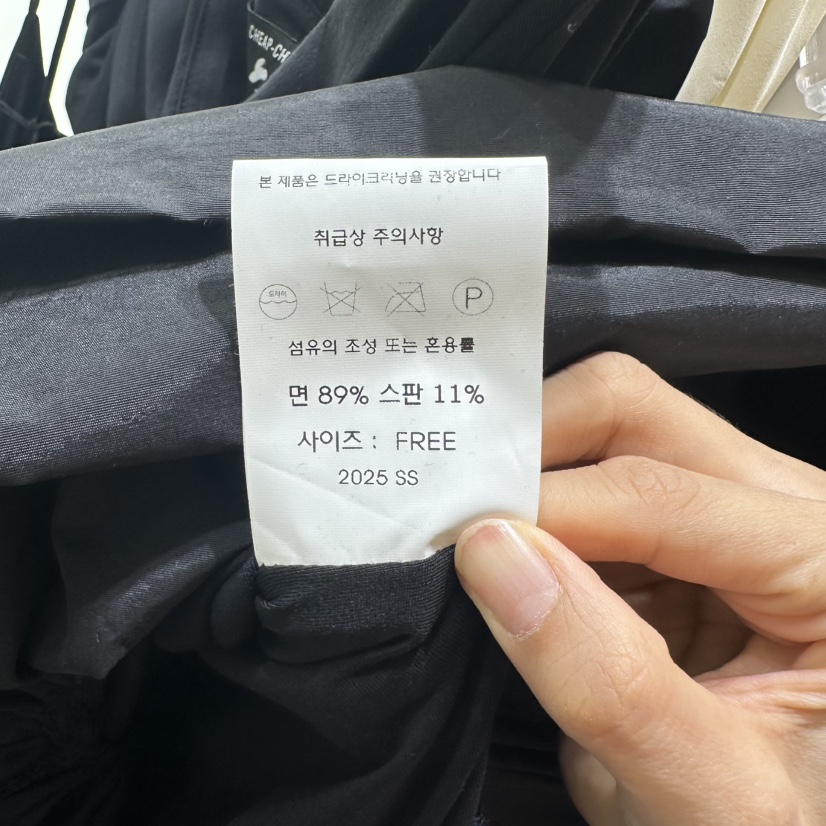 CHEAP-CH
본 제품은 드라이크리닝을 권장합니다
취급상 주의사항
드라이
P
섬유의 조성 또는 혼용률
면 89% 스판 11%
사이즈 : FREE
2025 SS